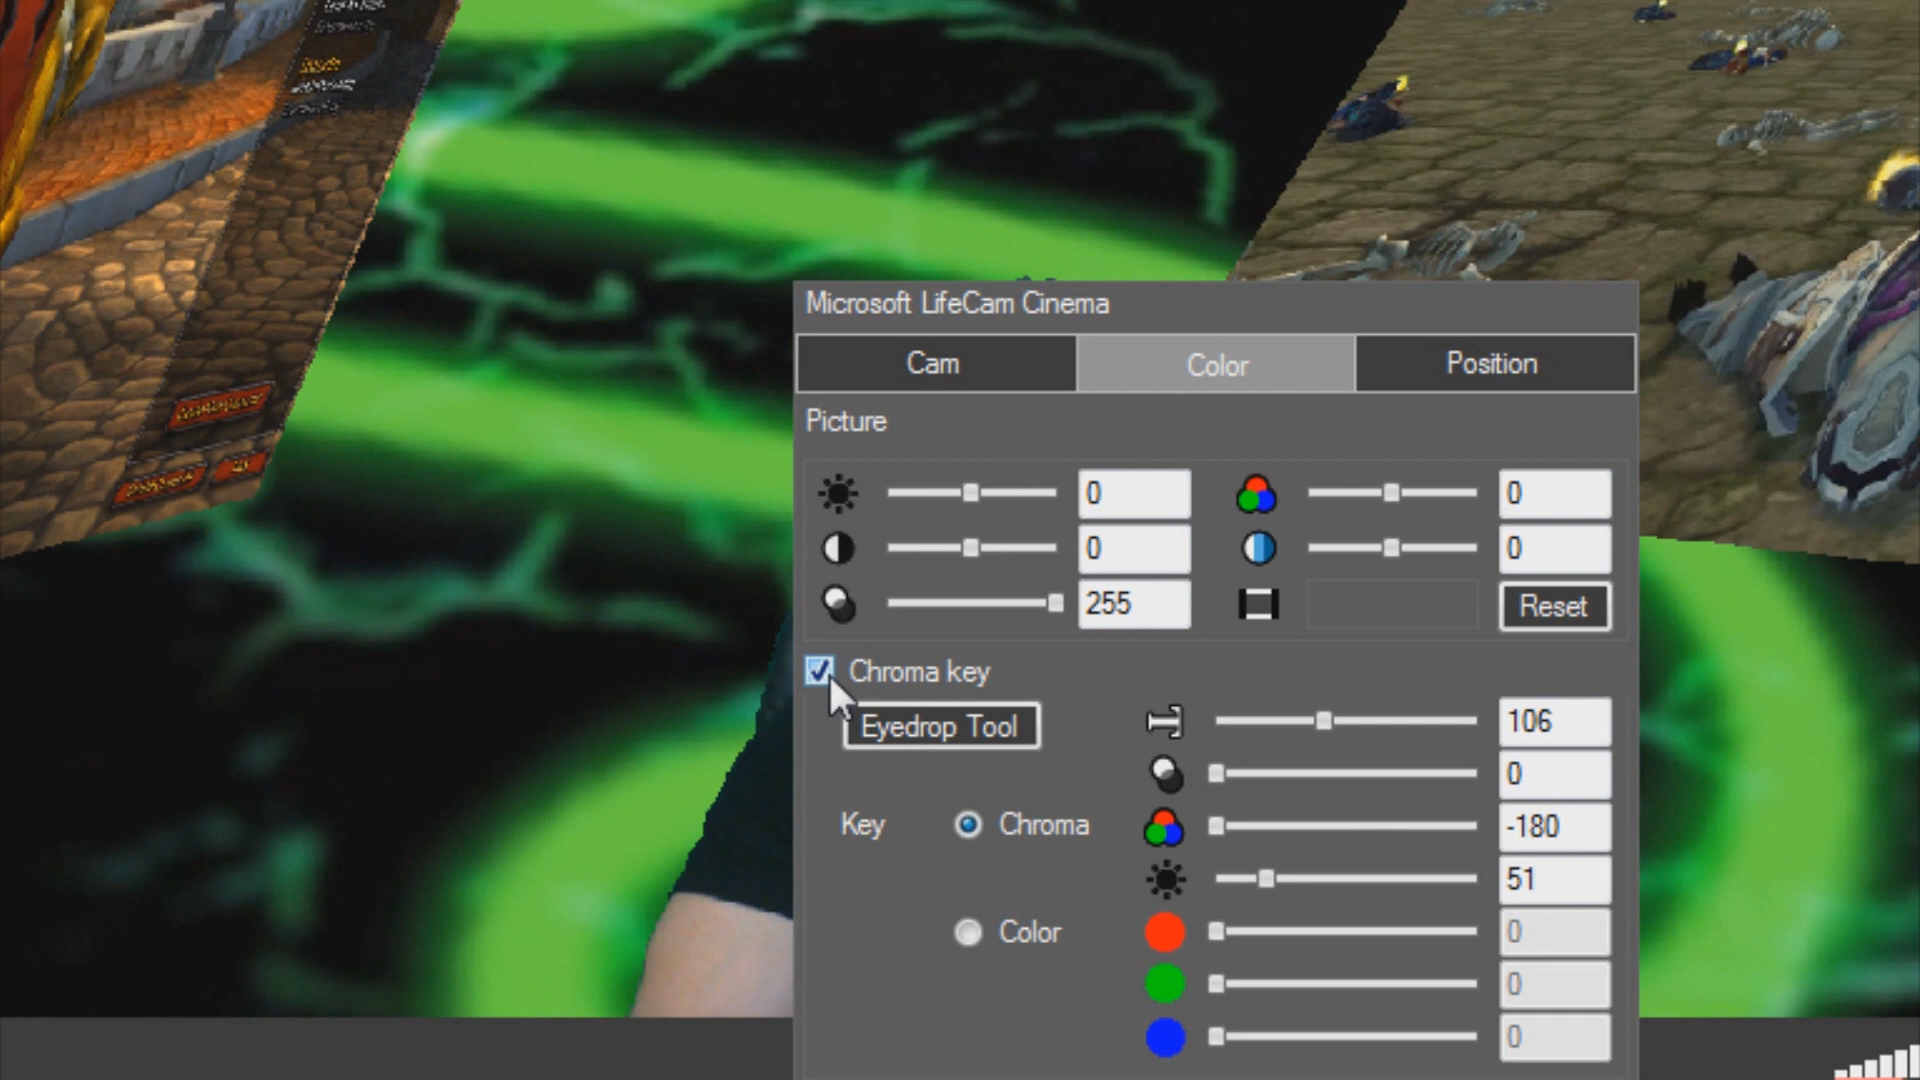 Microsoft LifeCam Cinema
Cam Color Position
Picture
0 0
0 0
255 Reset
Chroma key
Eyedrop Tool 106
0
Key Chroma -180
51
Color 0
0
0